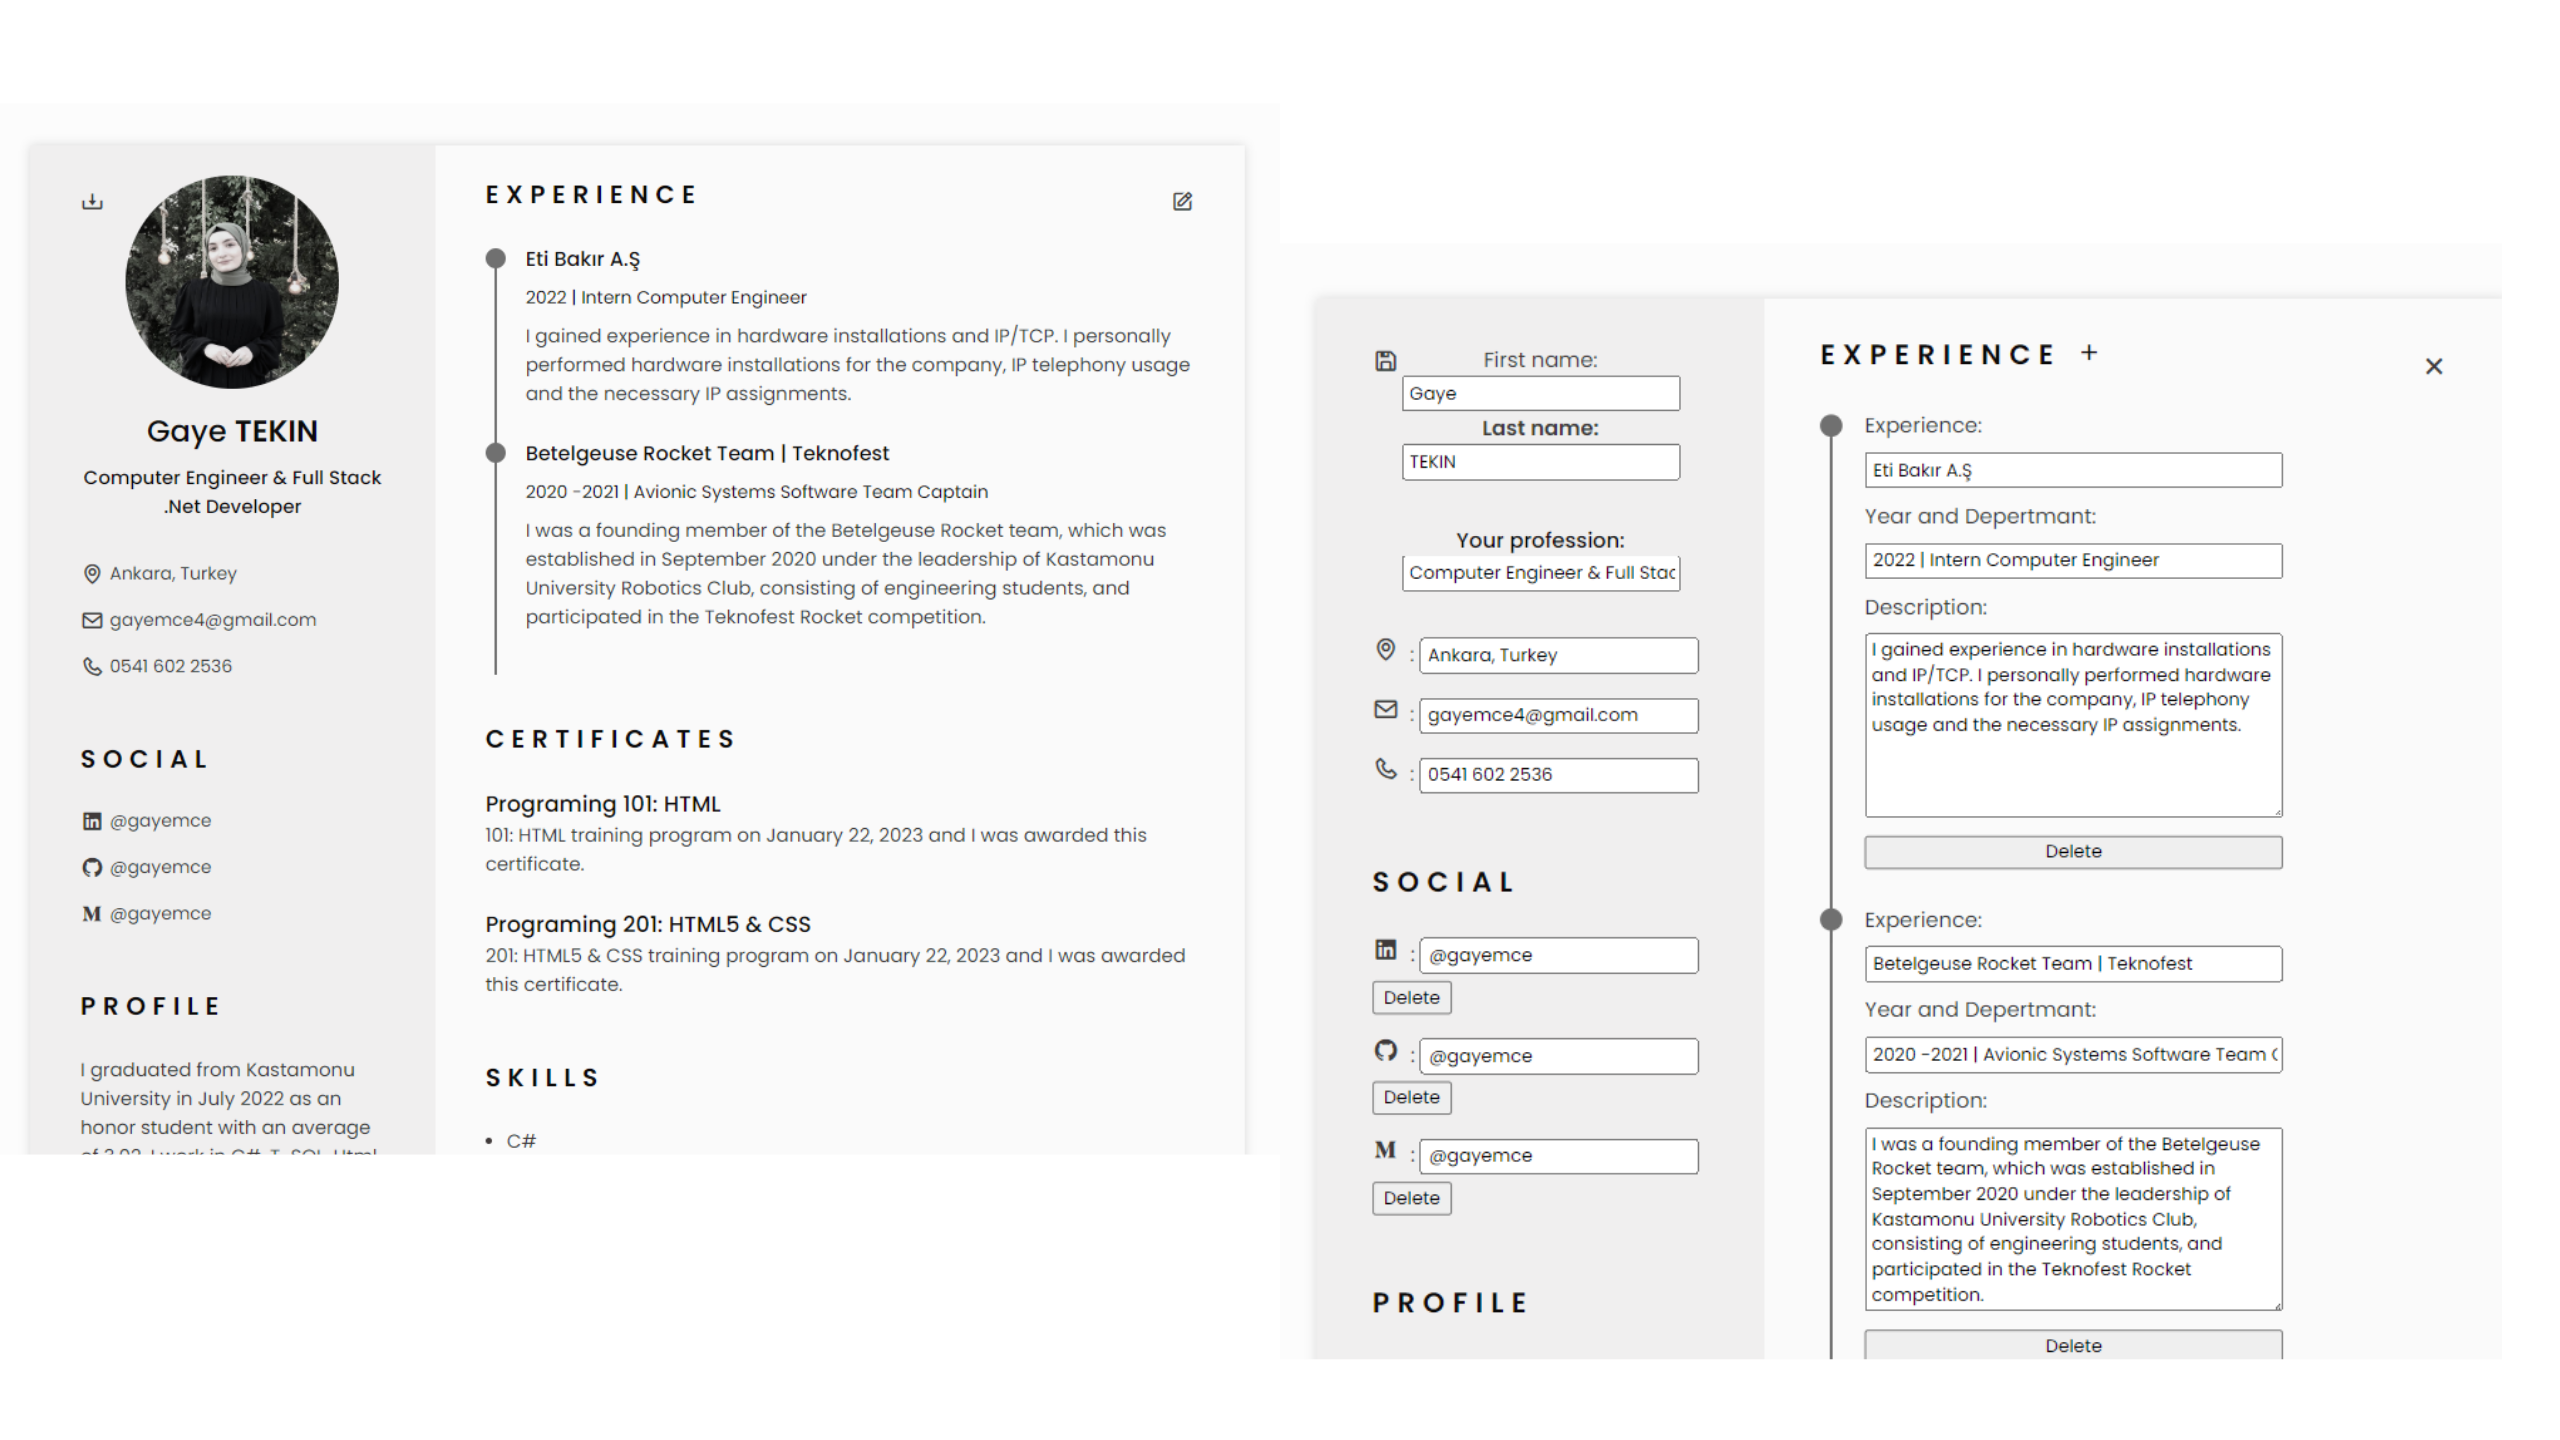 Gaye TEKIN
Computer Engineer & Full Stack
.Net Developer
Ankara, Turkey
gayemce4@gmail.com
0541 602 2536
SOCIAL
@gayemce
@gayemce
M @gayemce
PROFILE
I graduated from Kastamonu
University in July 2022 as an
honor student with an average
of 3.02. I work in C#, T-SQL, Html
EXPERIENCE
Eti Bakır A.Ş
2022 | Intern Computer Engineer
I gained experience in hardware installations and IP/TCP. I personally
performed hardware installations for the company, IP telephony usage
and the necessary IP assignments.
Betelgeuse Rocket Team | Teknofest
2020 -2021 | Avionic Systems Software Team Captain
I was a founding member of the Betelgeuse Rocket team, which was
established in September 2020 under the leadership of Kastamonu
University Robotics Club, consisting of engineering students, and
participated in the Teknofest Rocket competition.
CERTIFICATES
Programing 101: HTML
101: HTML training program on January 22, 2023 and I was awarded this
certificate.
Programing 201: HTML5 & CSS
201: HTML5 & CSS training program on January 22, 2023 and I was awarded
this certificate.
SKILLS
• C#
First name:
Gaye
Last name:
TEKIN
Your profession:
Computer Engineer & Full Stac
: Ankara, Turkey
: gayemce4@gmail.com
: 0541 602 2536
SOCIAL
in : @gayemce
Delete
: @gayemce
Delete
M : @gayemce
Delete
PROFILE
EXPERIENCE +
Experience:
Eti Bakır A.Ş
Year and Depertmant:
2022 | Intern Computer Engineer
Description:
I gained experience in hardware installations
and IP/TCP. I personally performed hardware
installations for the company, IP telephony
usage and the necessary IP assignments.
Delete
Experience:
Betelgeuse Rocket Team | Teknofest
Year and Depertmant:
2020 -2021 | Avionic Systems Software Team C
Description:
I was a founding member of the Betelgeuse
Rocket team, which was established in
September 2020 under the leadership of
Kastamonu University Robotics Club,
consisting of engineering students, and
participated in the Teknofest Rocket
competition.
Delete